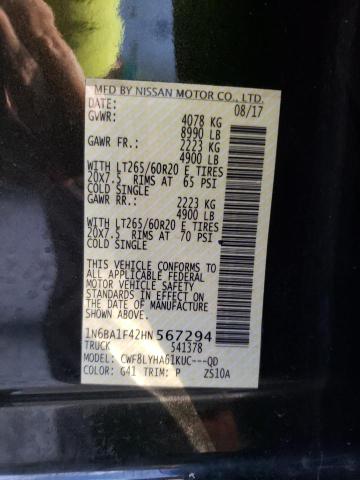 MFD BY NISSAN MOTOR CO., LTD.
DATE: 08/17
GVWR: 4078 KG
8990 LB
GAWR FR.: 2223 KG
4900 LB
WITH LT265/60R20 E TIRES
20X7.5 RIMS AT 65 PSI
COLD SINGLE
GAWR RR.: 2223 KG
4900 LB
WITH LT265/60R20 E TIRES
20X7.5 RIMS AT 70 PSI
COLD SINGLE
THIS VEHICLE CONFORMS TO
ALL APPLICABLE FEDERAL
MOTOR VEHICLE SAFETY
STANDARDS IN EFFECT ON
THE DATE OF MANUFACTURE
SHOWN ABOVE.
1N6BA1F42HN567294
TRUCK 541378
MODEL: CWF8LYHA61KUC---QD
COLOR: G41 TRIM: P ZS10A